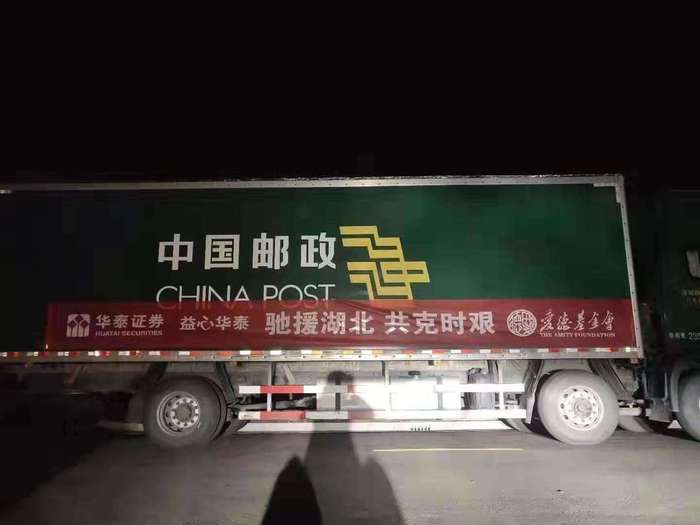 中国邮政
CHINA POST
华泰证券
HUATAI SECURITIES
益心华泰
驰援湖北 共克时艰
爱德基金會
THE AMITY FOUNDATION